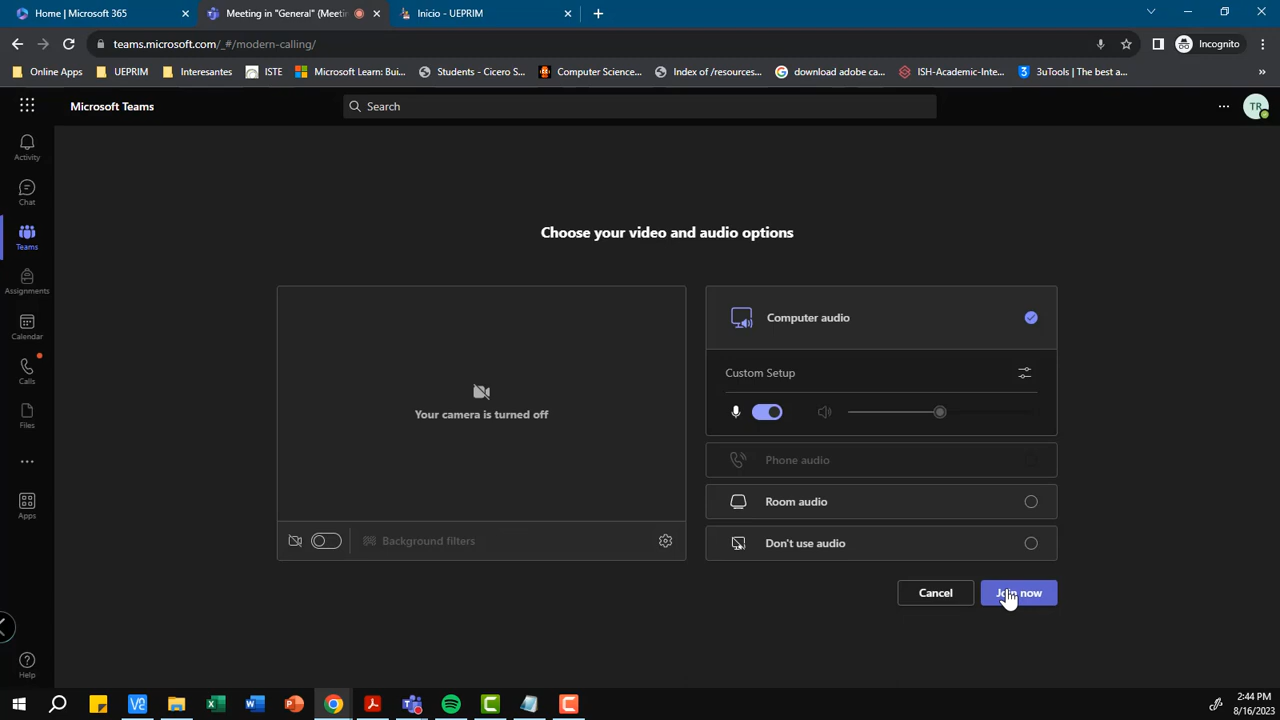 Home | Microsoft 365
Meeting in "General" (Meetin
Inicio - UEPRIM
teams.microsoft.com/_#/modern-calling/
Incognito
Online Apps
UEPRIM
Interesantes
ISTE
Microsoft Learn: Bui...
Students - Cicero S...
Computer Science...
Index of /resources...
download adobe ca...
ISH-Academic-Inte...
3uTools | The best a...
»
Microsoft Teams
Search
TR
Activity
Chat
Teams
Assignments
Calendar
Calls
Files
Apps
Help
Choose your video and audio options
Your camera is turned off
Background filters
Computer audio
Custom Setup
Phone audio
Room audio
Don't use audio
Cancel
Join now
2:44 PM
8/16/2023